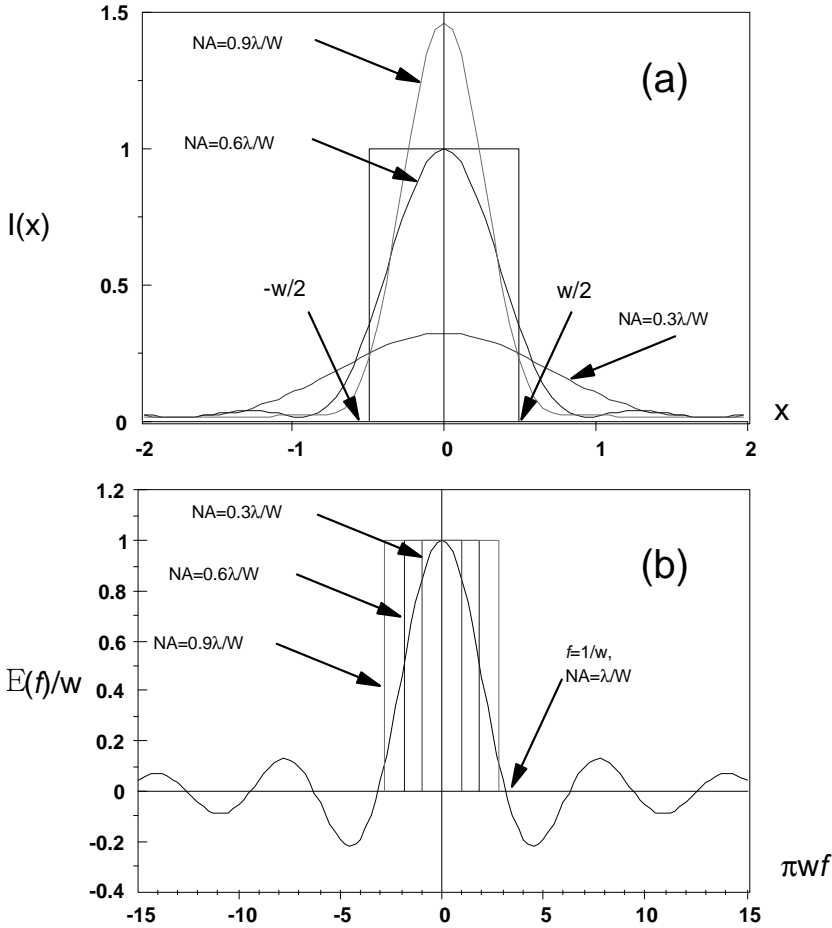 1.5
NA=0.9λ/W
(a)
NA=0.6λ/W
1
I(x)
-w/2
w/2
0.5
NA=0.3λ/W
x
0
-2
-1
0
1
2
1.2
NA=0.3λ/W
1
(b)
NA=0.6λ/W
0.8
NA=0.9λ/W
0.6
f=1/w,
NA=λ/W
E(f)/w
0.4
0.2
0
-0.2
πwf
-0.4
-15
-10
-5
0
5
10
15